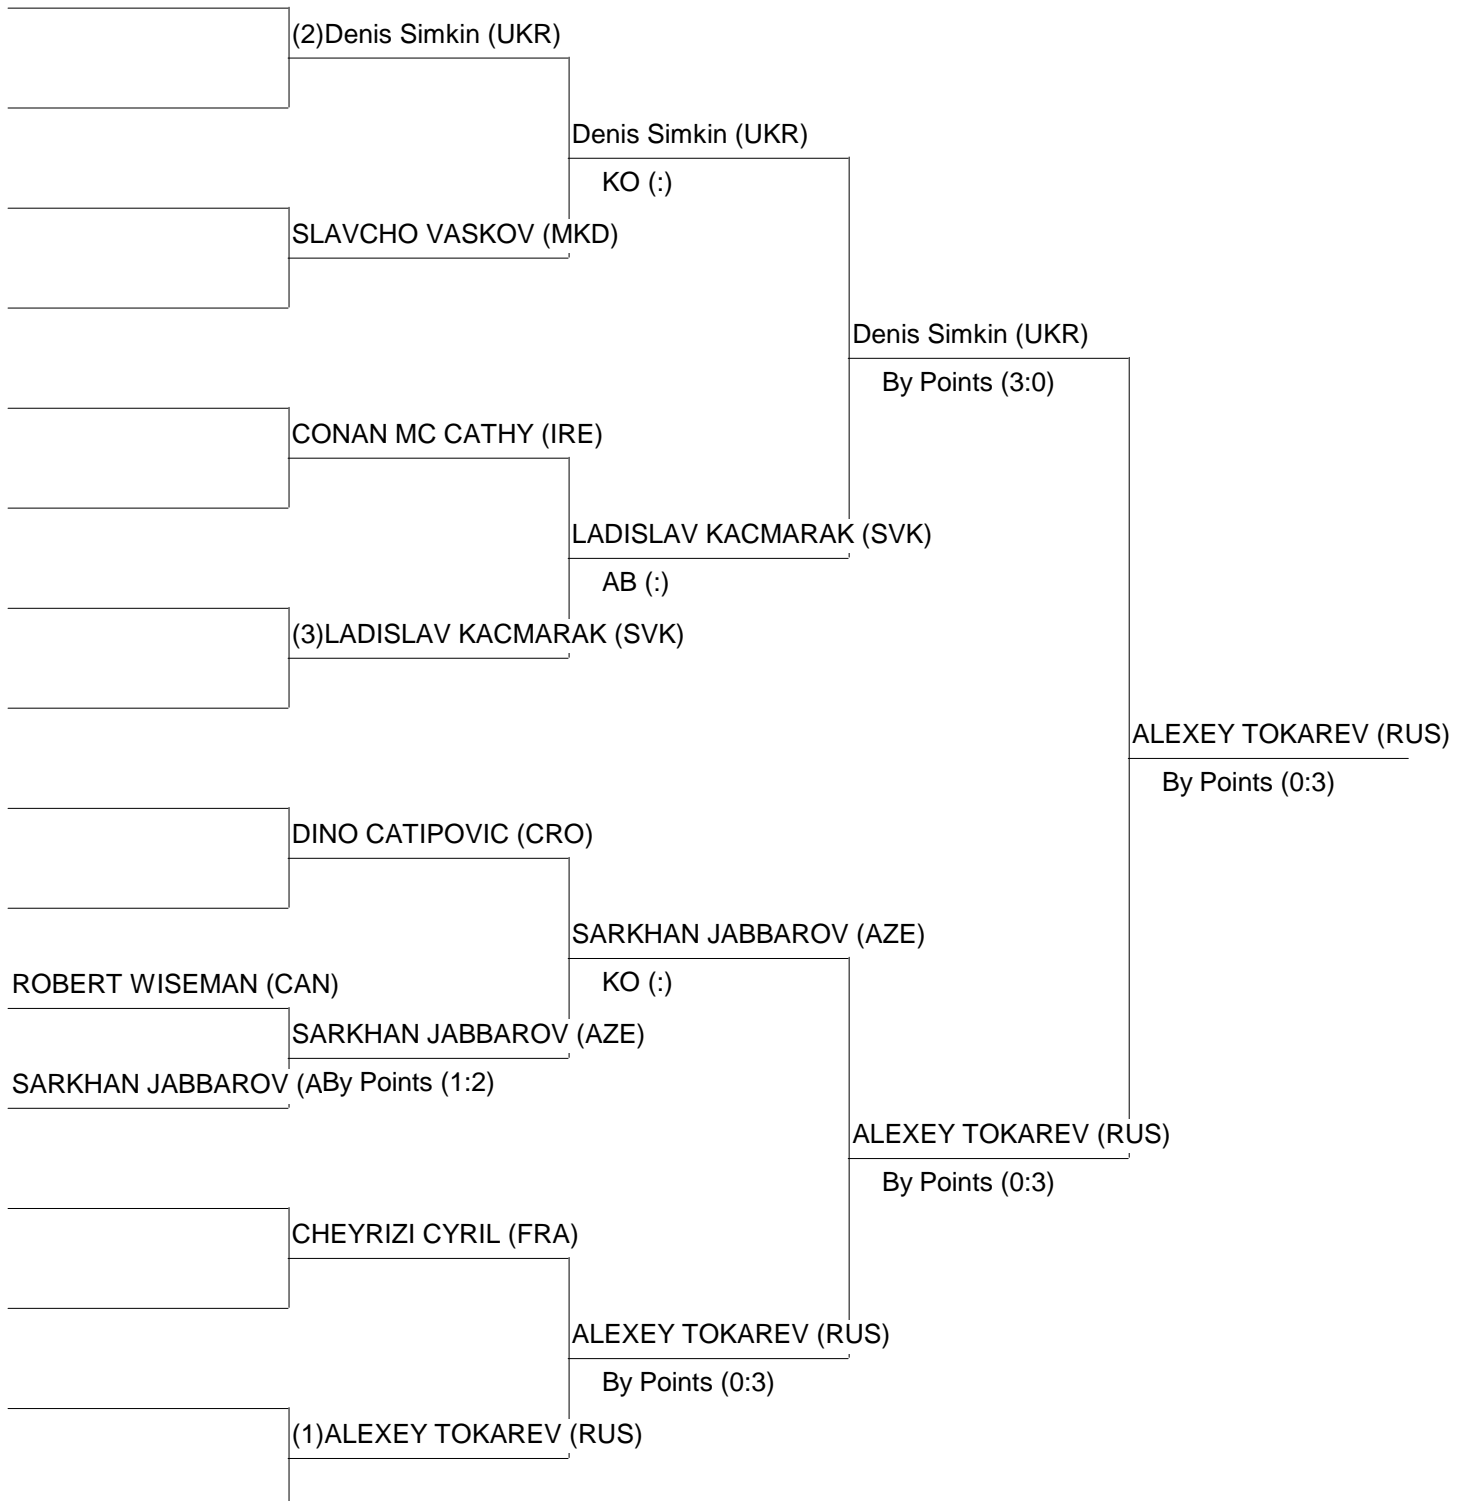 (2)Denis Simkin (UKR)
Denis Simkin (UKR)
KO (:)
SLAVCHO VASKOV (MKD)
Denis Simkin (UKR)
By Points (3:0)
CONAN MC CATHY (IRE)
LADISLAV KACMARAK (SVK)
AB (:)
(3)LADISLAV KACMARAK (SVK)
ALEXEY TOKAREV (RUS)
By Points (0:3)
DINO CATIPOVIC (CRO)
SARKHAN JABBAROV (AZE)
ROBERT WISEMAN (CAN)
KO (:)
SARKHAN JABBAROV (AZE)
SARKHAN JABBAROV (A
By Points (1:2)
ALEXEY TOKAREV (RUS)
By Points (0:3)
CHEYRIZI CYRIL (FRA)
ALEXEY TOKAREV (RUS)
By Points (0:3)
(1)ALEXEY TOKAREV (RUS)